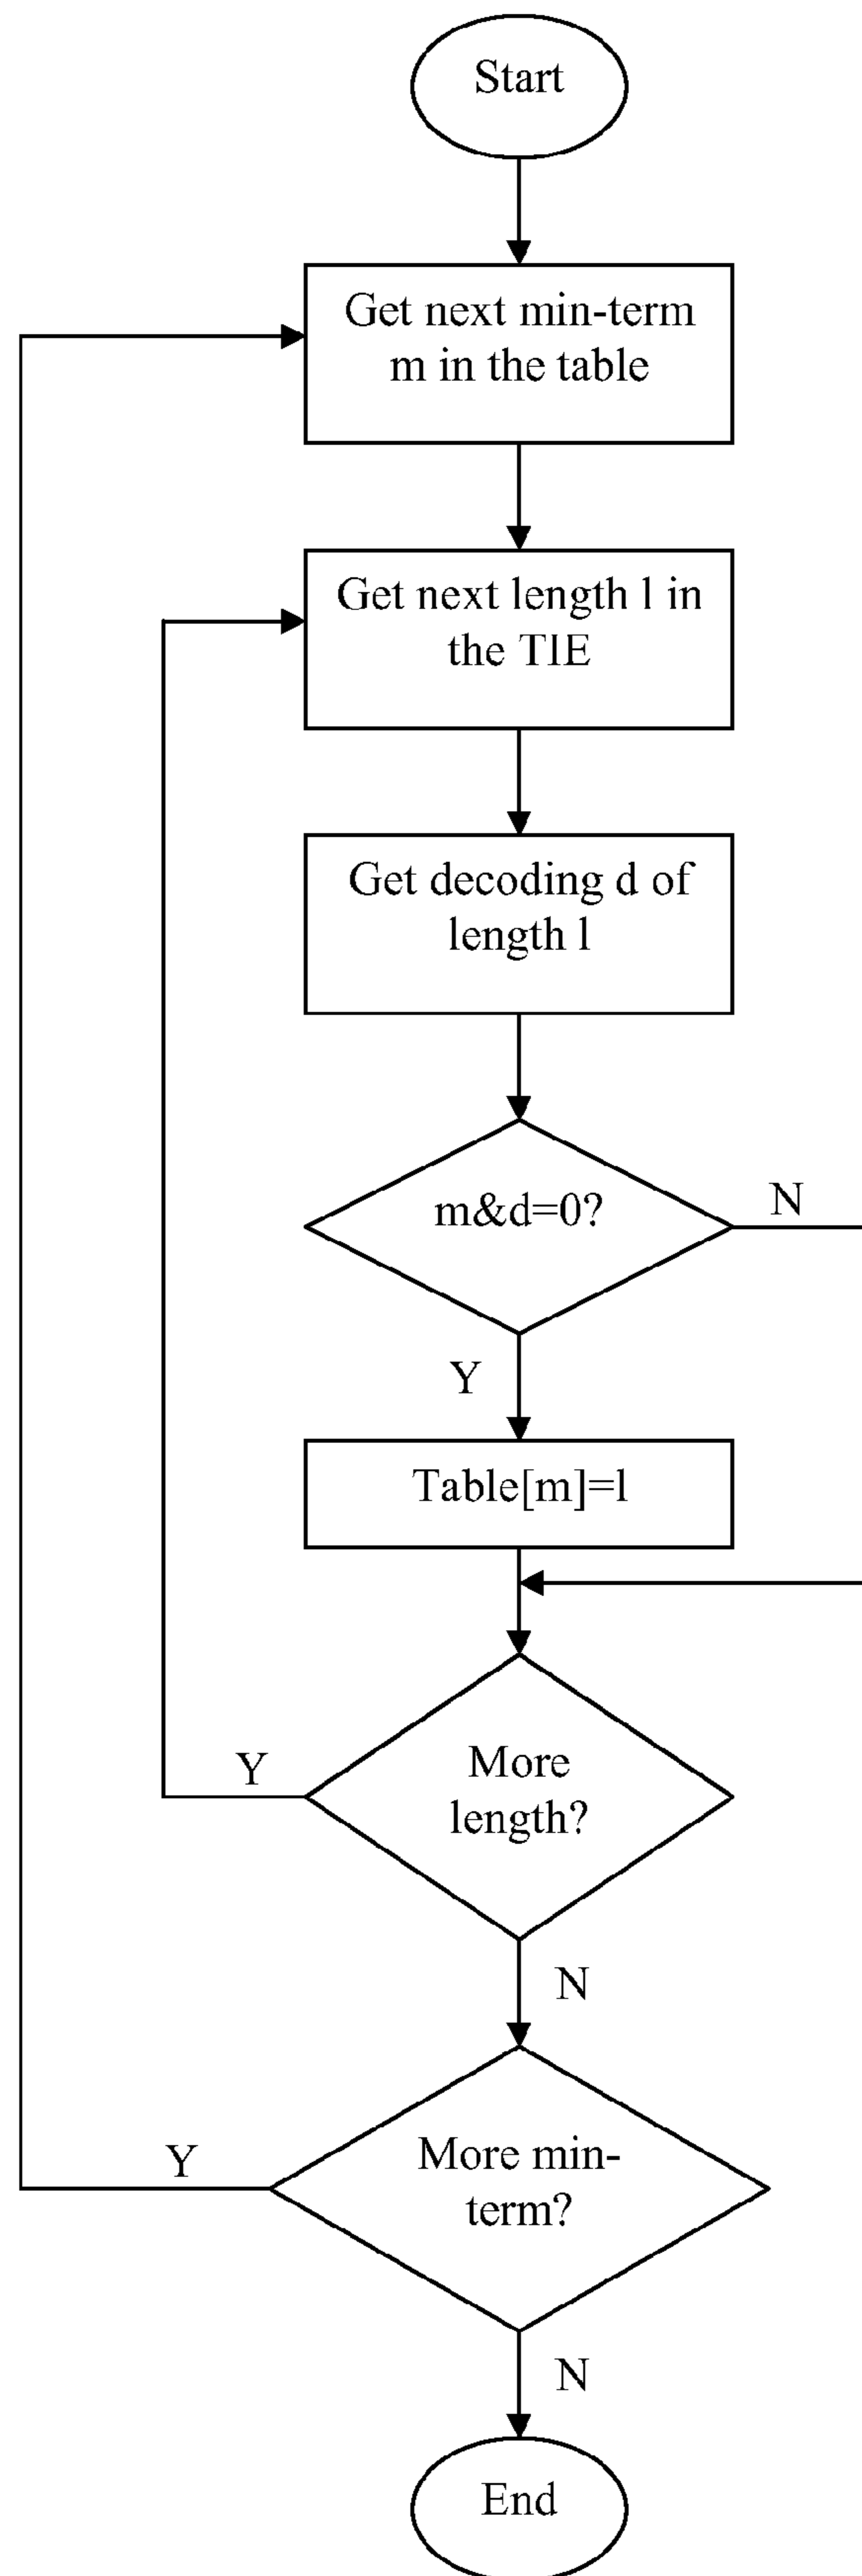 Start
Get next min-term
m in the table
Get next length l in
the TIE
Get decoding d of
length l
m&d=0?
N
Y
Table[m]=l
More
length?
Y
N
More min-
term?
Y
N
End